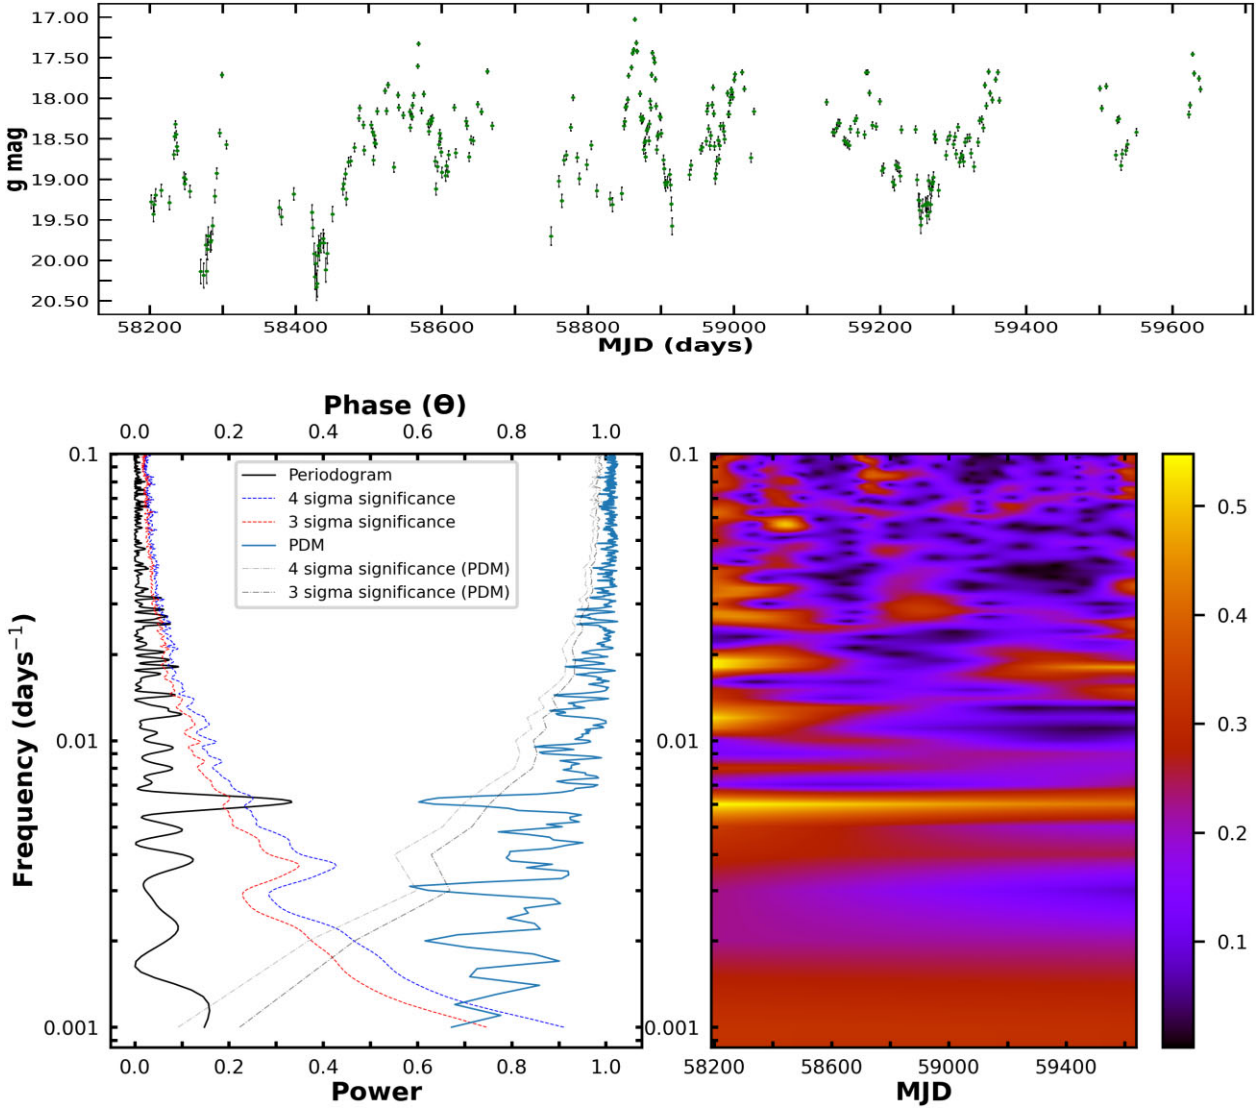 17.00
17.50
18.00
18.50
19.00
19.50
20.00
20.50
g mag
58200 58400 58600 58800 59000 59200 59400 59600
MJD (days)
Phase (Θ)
0.0 0.2 0.4 0.6 0.8 1.0
Periodogram
4 sigma significance
3 sigma significance
PDM
4 sigma significance (PDM)
3 sigma significance (PDM)
0.1
0.01
0.001
Frequency (days⁻¹)
0.0 0.2 0.4 0.6 0.8 1.0
Power
0.1
0.01
0.001
58200 58600 59000 59400
MJD
0.5
0.4
0.3
0.2
0.1